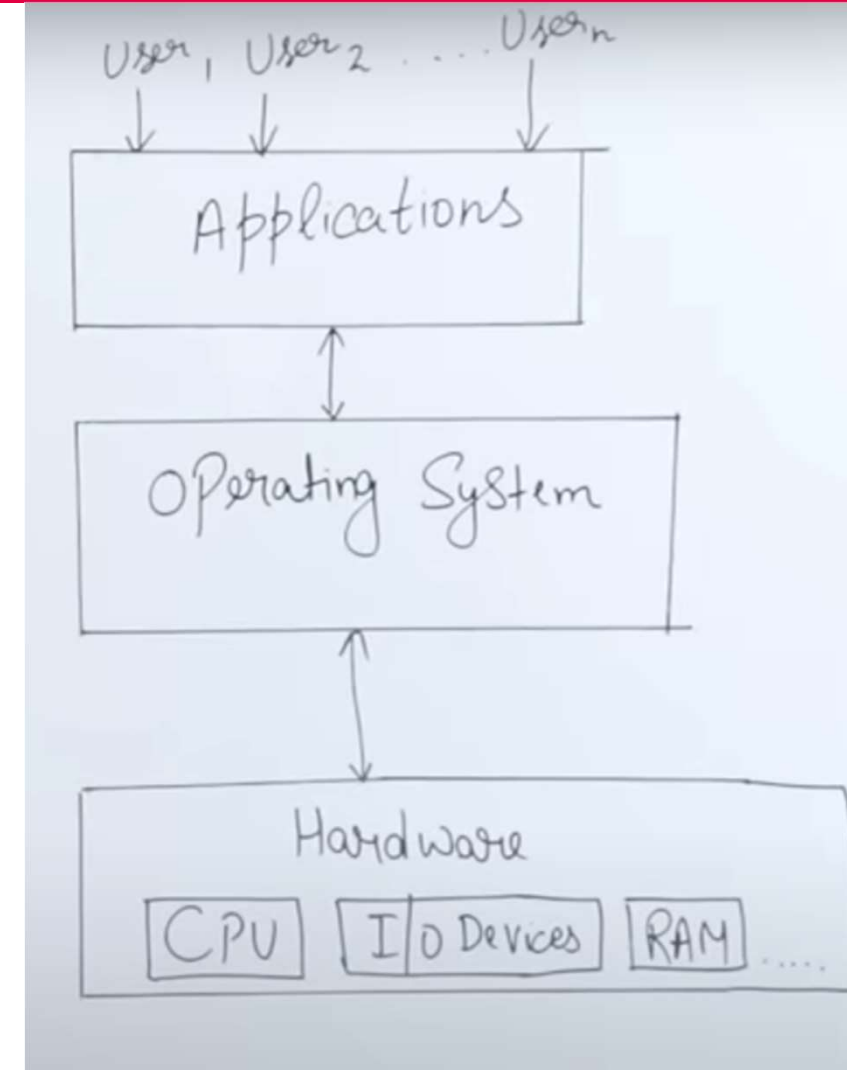 User₁ User₂ ..... Userₙ
Applications
Operating System
Hardware
CPU I/O Devices RAM .....